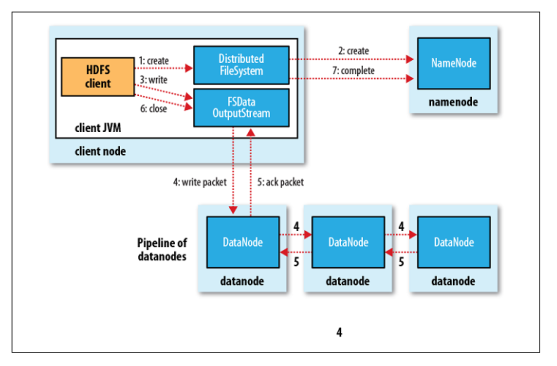 1: create
2: create
HDFS
client
Distributed
FileSystem
NameNode
3: write
7: complete
6: close
FSData
OutputStream
namenode
client JVM
client node
4: write packet
5: ack packet
Pipeline of
datanodes
DataNode
4
5
DataNode
4
5
DataNode
datanode
datanode
datanode
4